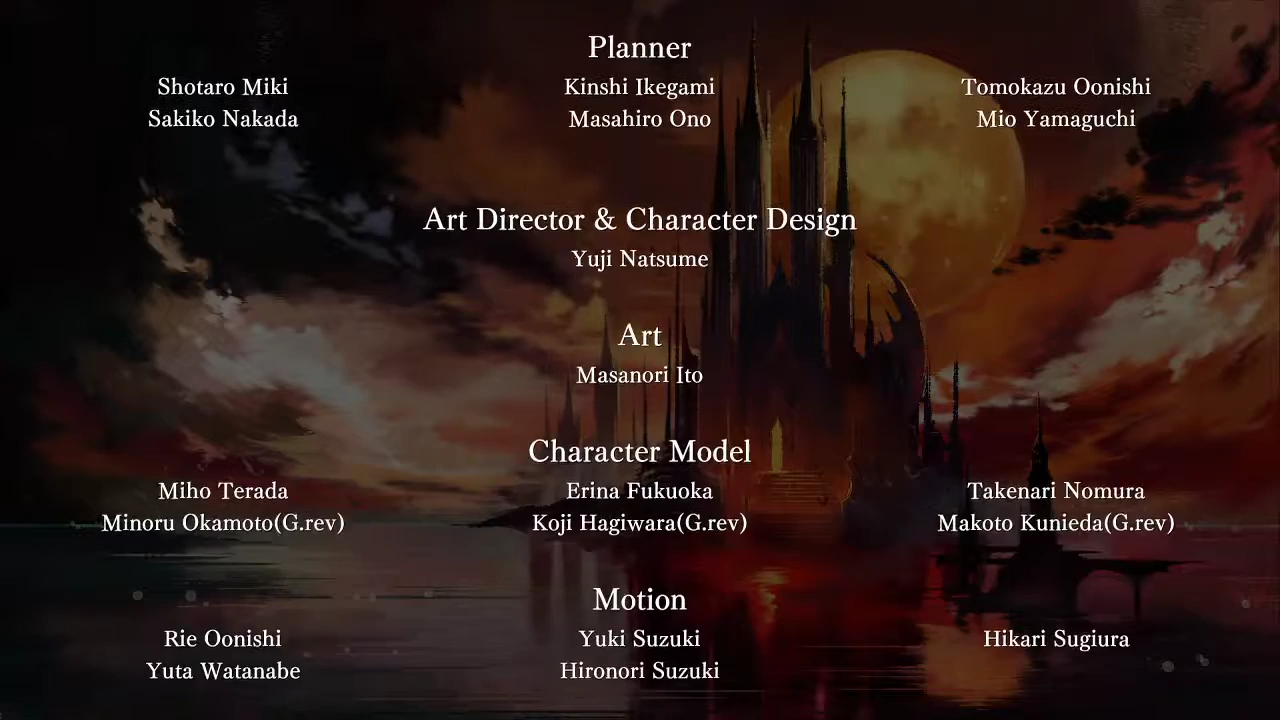 Planner
Shotaro Miki Kinshi Ikegami Tomokazu Oonishi
Sakiko Nakada Masahiro Ono Mio Yamaguchi
Art Director & Character Design
Yuji Natsume
Art
Masanori Ito
Character Model
Miho Terada Erina Fukuoka Takenari Nomura
Minoru Okamoto(G.rev) Koji Hagiwara(G.rev) Makoto Kunieda(G.rev)
Motion
Rie Oonishi Yuki Suzuki Hikari Sugiura
Yuta Watanabe Hironori Suzuki